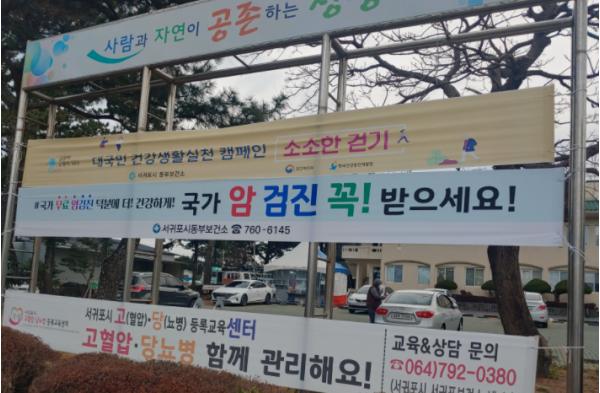 사람과 자연이 공존하는
대국민 건강생활실천 캠페인 소소한 걷기
서귀포시 동부보건소
#국가 무료 암검진 덕분에 더! 건강하게! 국가 암 검진 꼭! 받으세요!
서귀포시동부보건소 ☎ 760-6145
서귀포시 고(혈압)·당(뇨병) 등록교육센터
고혈압·당뇨병 함께 관리해요!
교육&상담 문의
☎ 064)792-0380